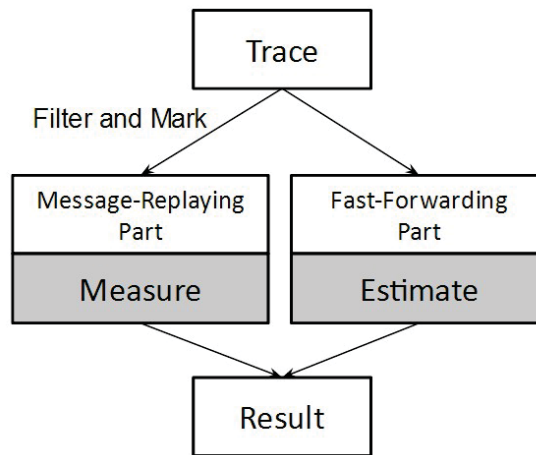 Trace
Filter and Mark
Message-Replaying
Part
Measure
Fast-Forwarding
Part
Estimate
Result